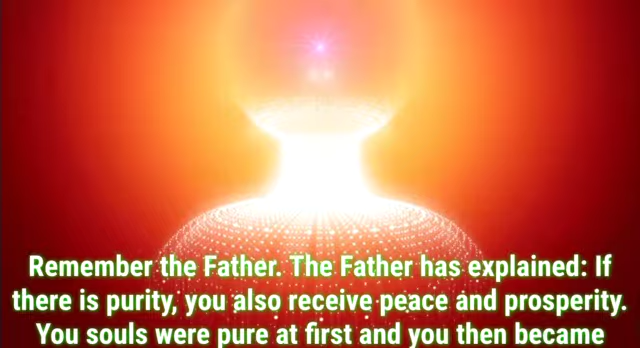 Remember the Father. The Father has explained: If
there is purity, you also receive peace and prosperity.
You souls were pure at first and you then became